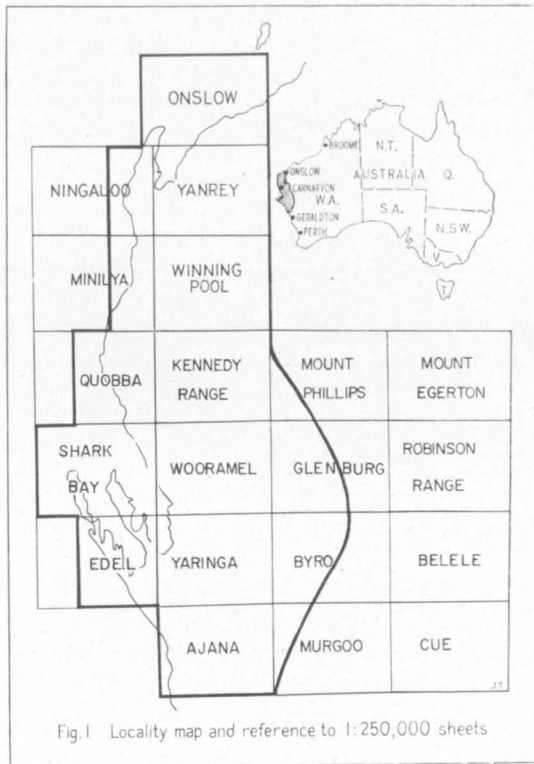 ONSLOW
NINGALOO
YANREY
MINILYA
WINNING
POOL
QUOBBA
KENNEDY
RANGE
MOUNT
PHILLIPS
MOUNT
EGERTON
SHARK
BAY
WOORAMEL
GLENBURG
ROBINSON
RANGE
EDEL
YARINGA
BYRO
BELELE
AJANA
MURGOO
CUE
BROOME
N.T.
ONSLOW
AUSTRALIA
Q.
CARNARVON
W.A.
S.A.
GERALDTON
N.S.W.
PERTH
V.
T.
J.T.
Fig.1 Locality map and reference to 1:250,000 sheets